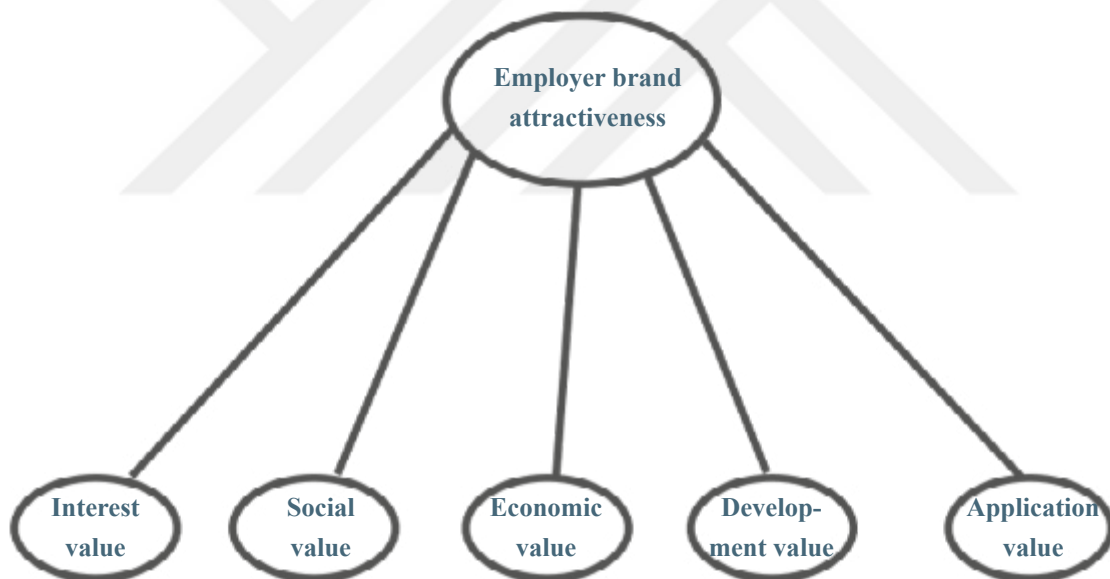 Employer brand
attractiveness
Interest
value
Social
value
Economic
value
Develop-
ment value
Application
value